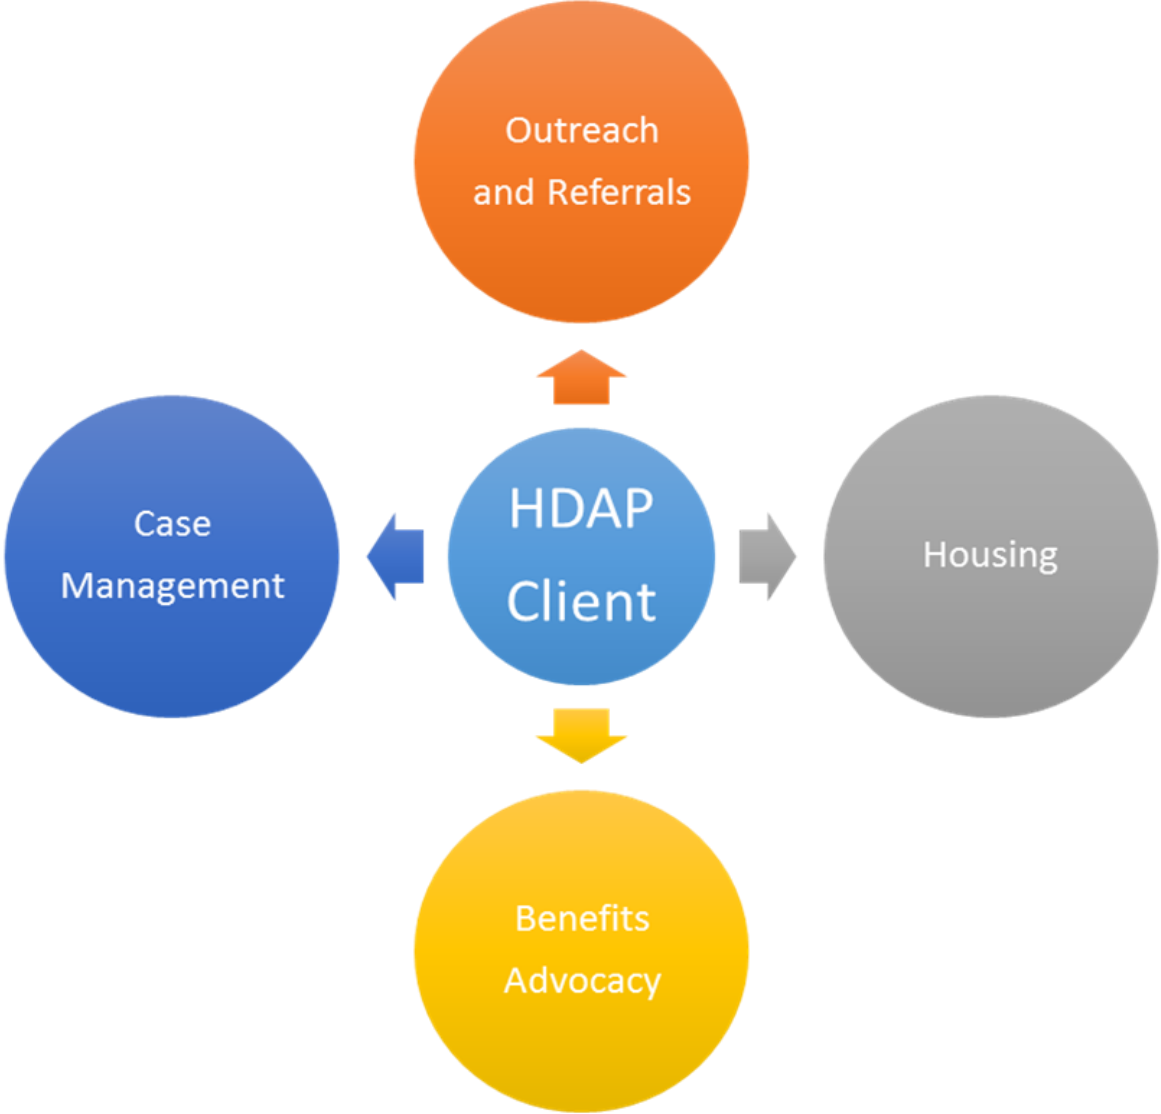 Outreach
and Referrals
Case
Management
HDAP
Client
Housing
Benefits
Advocacy